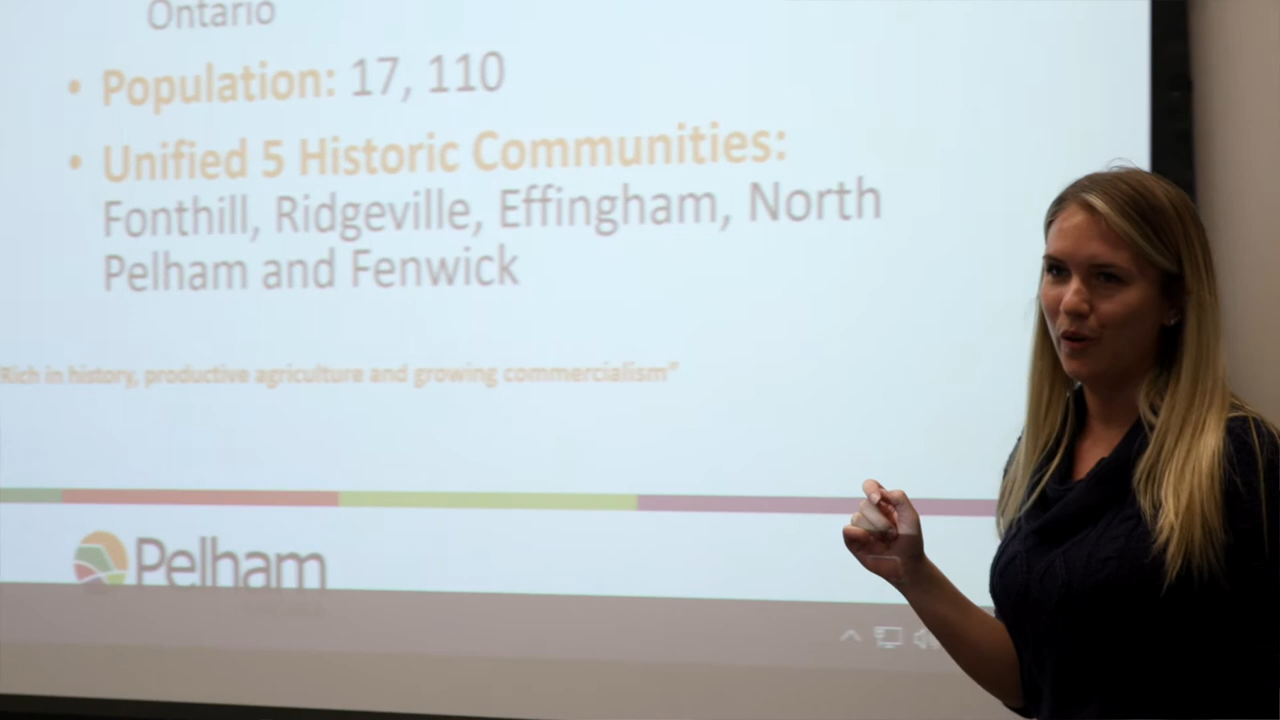 Ontario
• Population: 17, 110
• Unified 5 Historic Communities:
Fonthill, Ridgeville, Effingham, North
Pelham and Fenwick
Rich in history, productive agriculture and growing commercialism"
Pelham